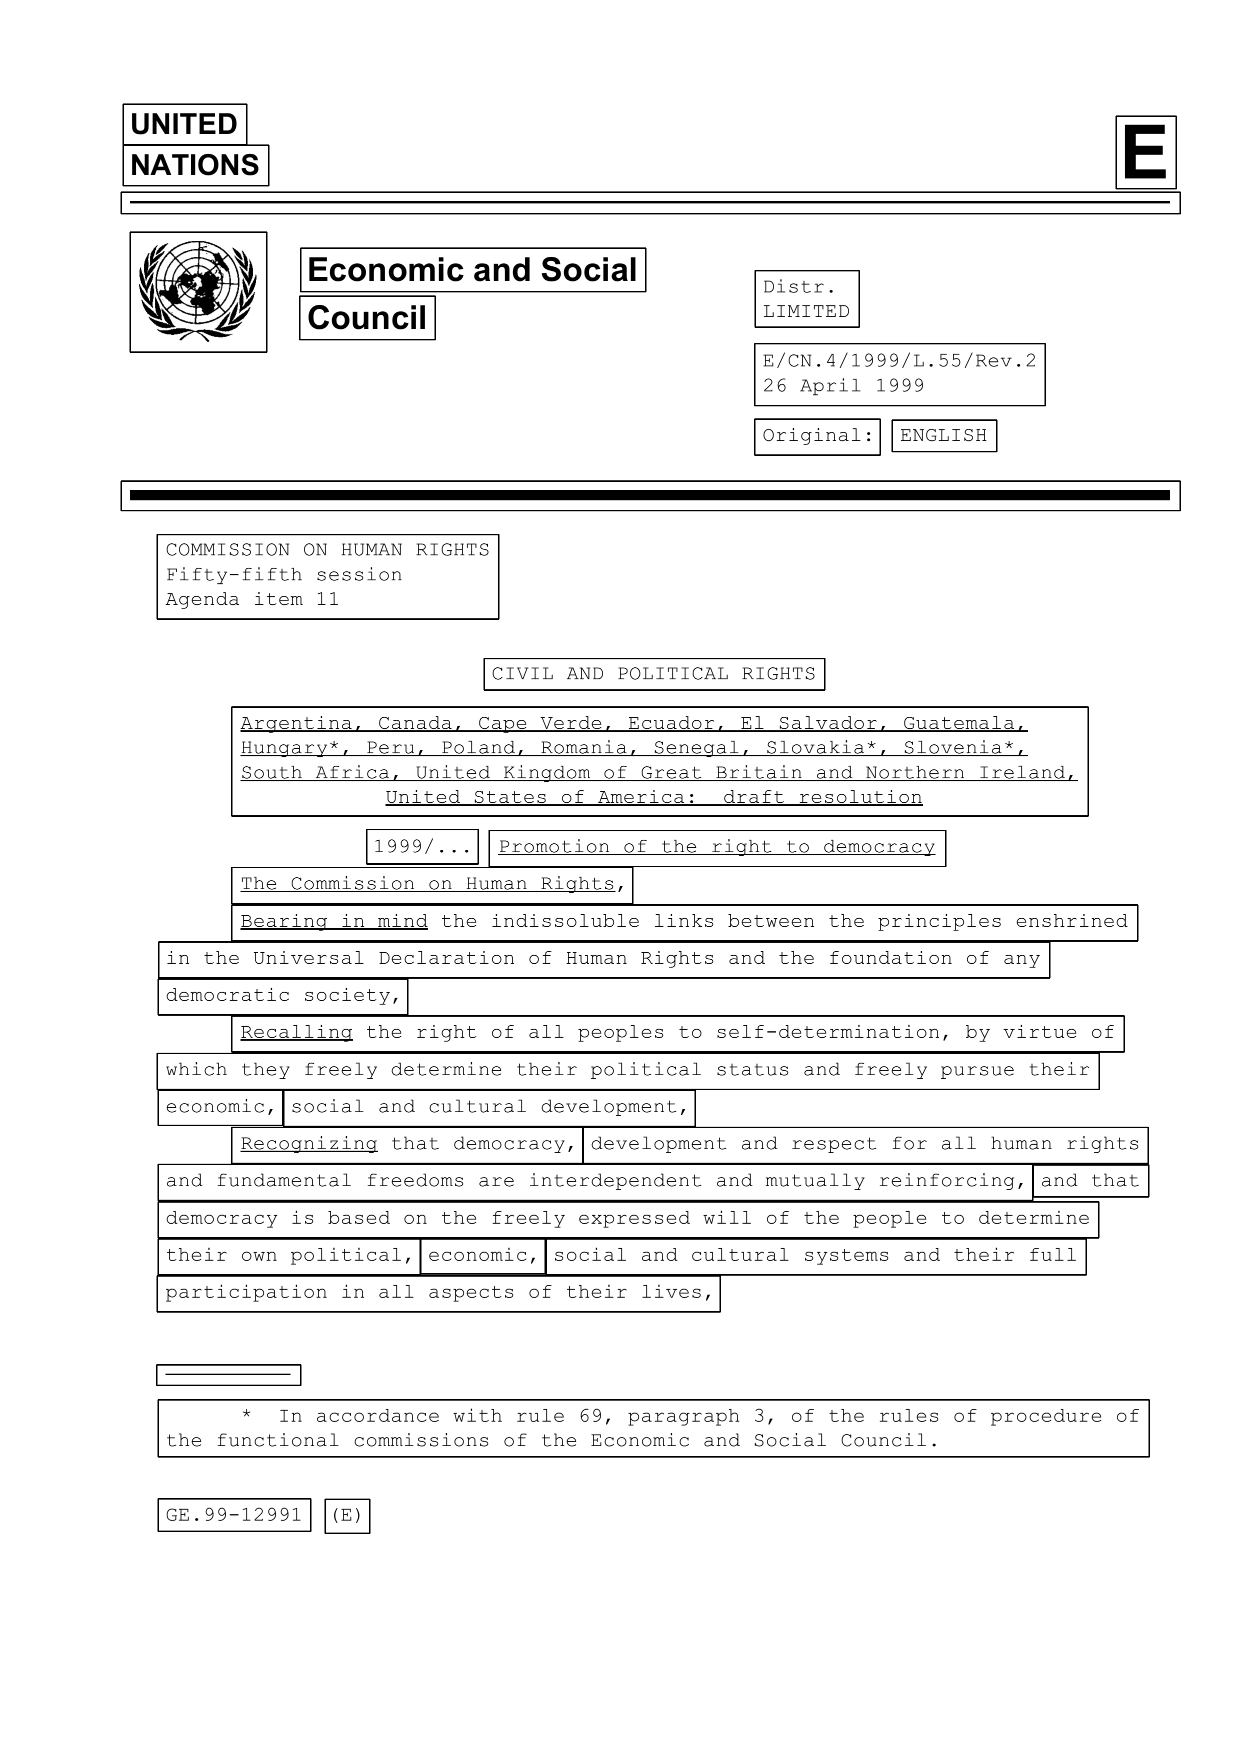 UNITED
NATIONS
E
Economic and Social
Council
Distr.
LIMITED
E/CN.4/1999/L.55/Rev.2
26 April 1999
Original: ENGLISH
COMMISSION ON HUMAN RIGHTS
Fifty-fifth session
Agenda item 11
CIVIL AND POLITICAL RIGHTS
Argentina, Canada, Cape Verde, Ecuador, El Salvador, Guatemala,
Hungary*, Peru, Poland, Romania, Senegal, Slovakia*, Slovenia*,
South Africa, United Kingdom of Great Britain and Northern Ireland,
United States of America: draft resolution
1999/... Promotion of the right to democracy
The Commission on Human Rights,
Bearing in mind the indissoluble links between the principles enshrined
in the Universal Declaration of Human Rights and the foundation of any
democratic society,
Recalling the right of all peoples to self-determination, by virtue of
which they freely determine their political status and freely pursue their
economic, social and cultural development,
Recognizing that democracy, development and respect for all human rights
and fundamental freedoms are interdependent and mutually reinforcing, and that
democracy is based on the freely expressed will of the people to determine
their own political, economic, social and cultural systems and their full
participation in all aspects of their lives,
* In accordance with rule 69, paragraph 3, of the rules of procedure of
the functional commissions of the Economic and Social Council.
GE.99-12991 (E)